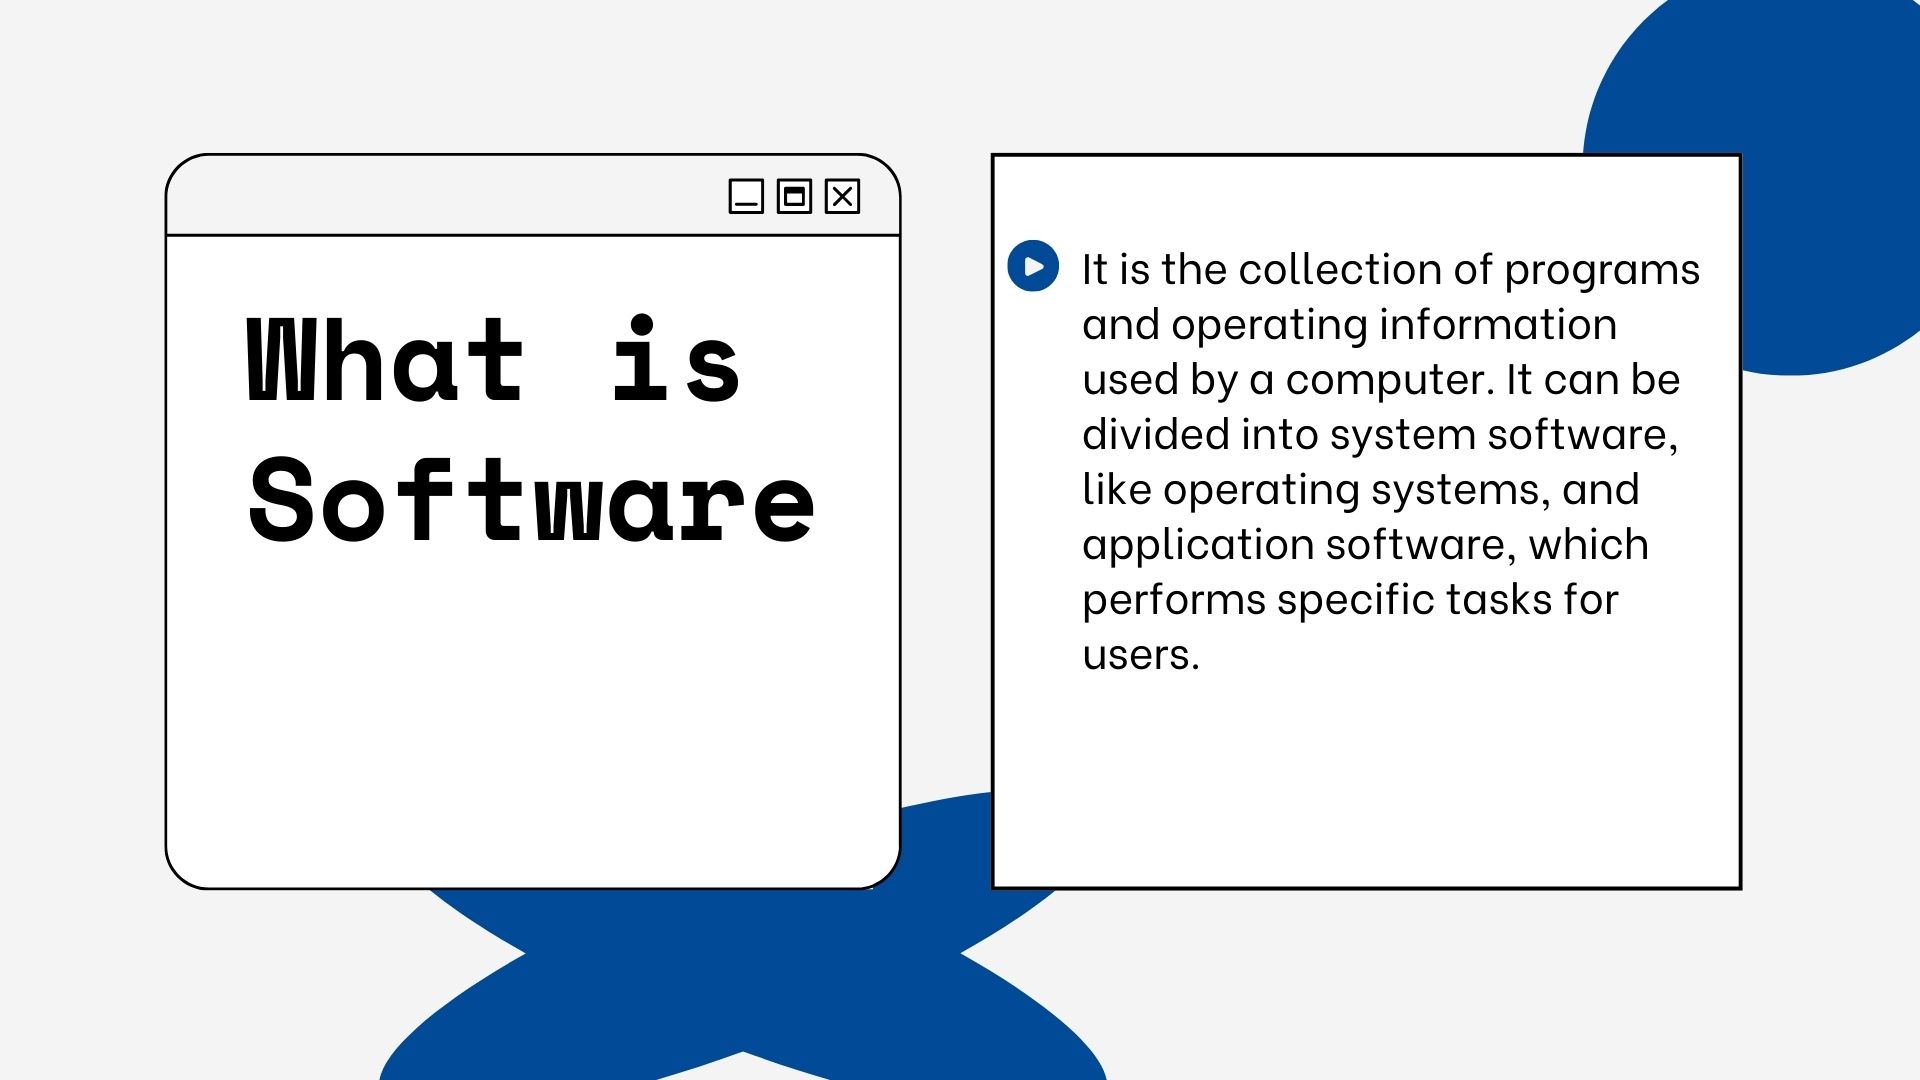 What is
Software
It is the collection of programs
and operating information
used by a computer. It can be
divided into system software,
like operating systems, and
application software, which
performs specific tasks for
users.